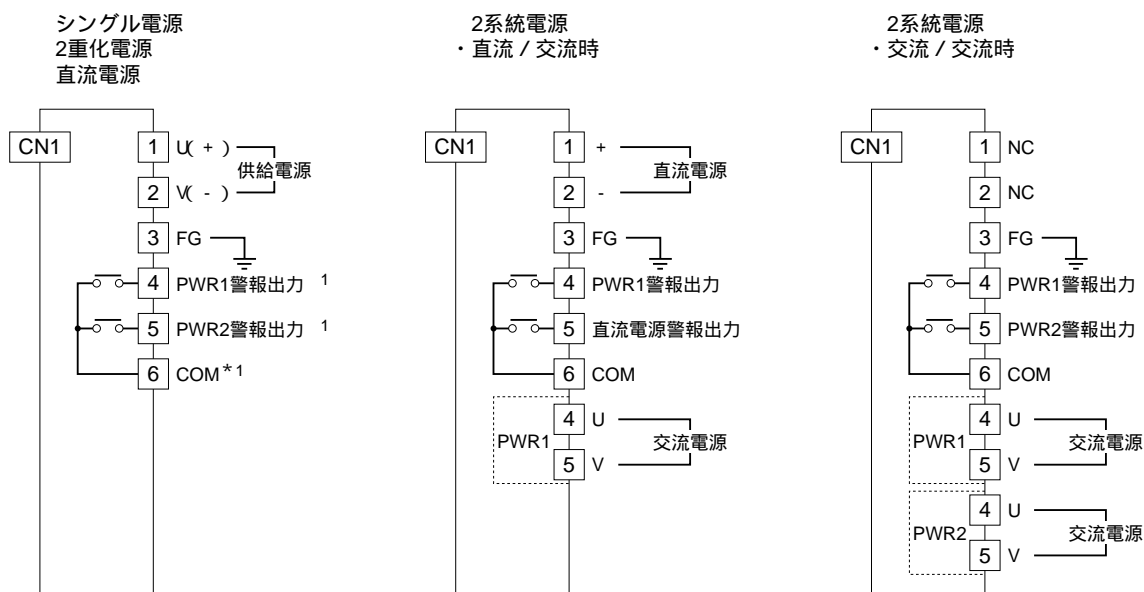 シングル電源
2重化電源
直流電源
CN1
1 U( + )
供給電源
2 V( - )
3 FG
4 PWR1警報出力 1
5 PWR2警報出力 1
6 COM*1
2系統電源
・直流 / 交流時
CN1
1 +
直流電源
2 -
3 FG
4 PWR1警報出力
5 直流電源警報出力
6 COM
PWR1
4 U
交流電源
5 V
2系統電源
・交流 / 交流時
CN1
1 NC
2 NC
3 FG
4 PWR1警報出力
5 PWR2警報出力
6 COM
PWR1
4 U
交流電源
5 V
PWR2
4 U
交流電源
5 V